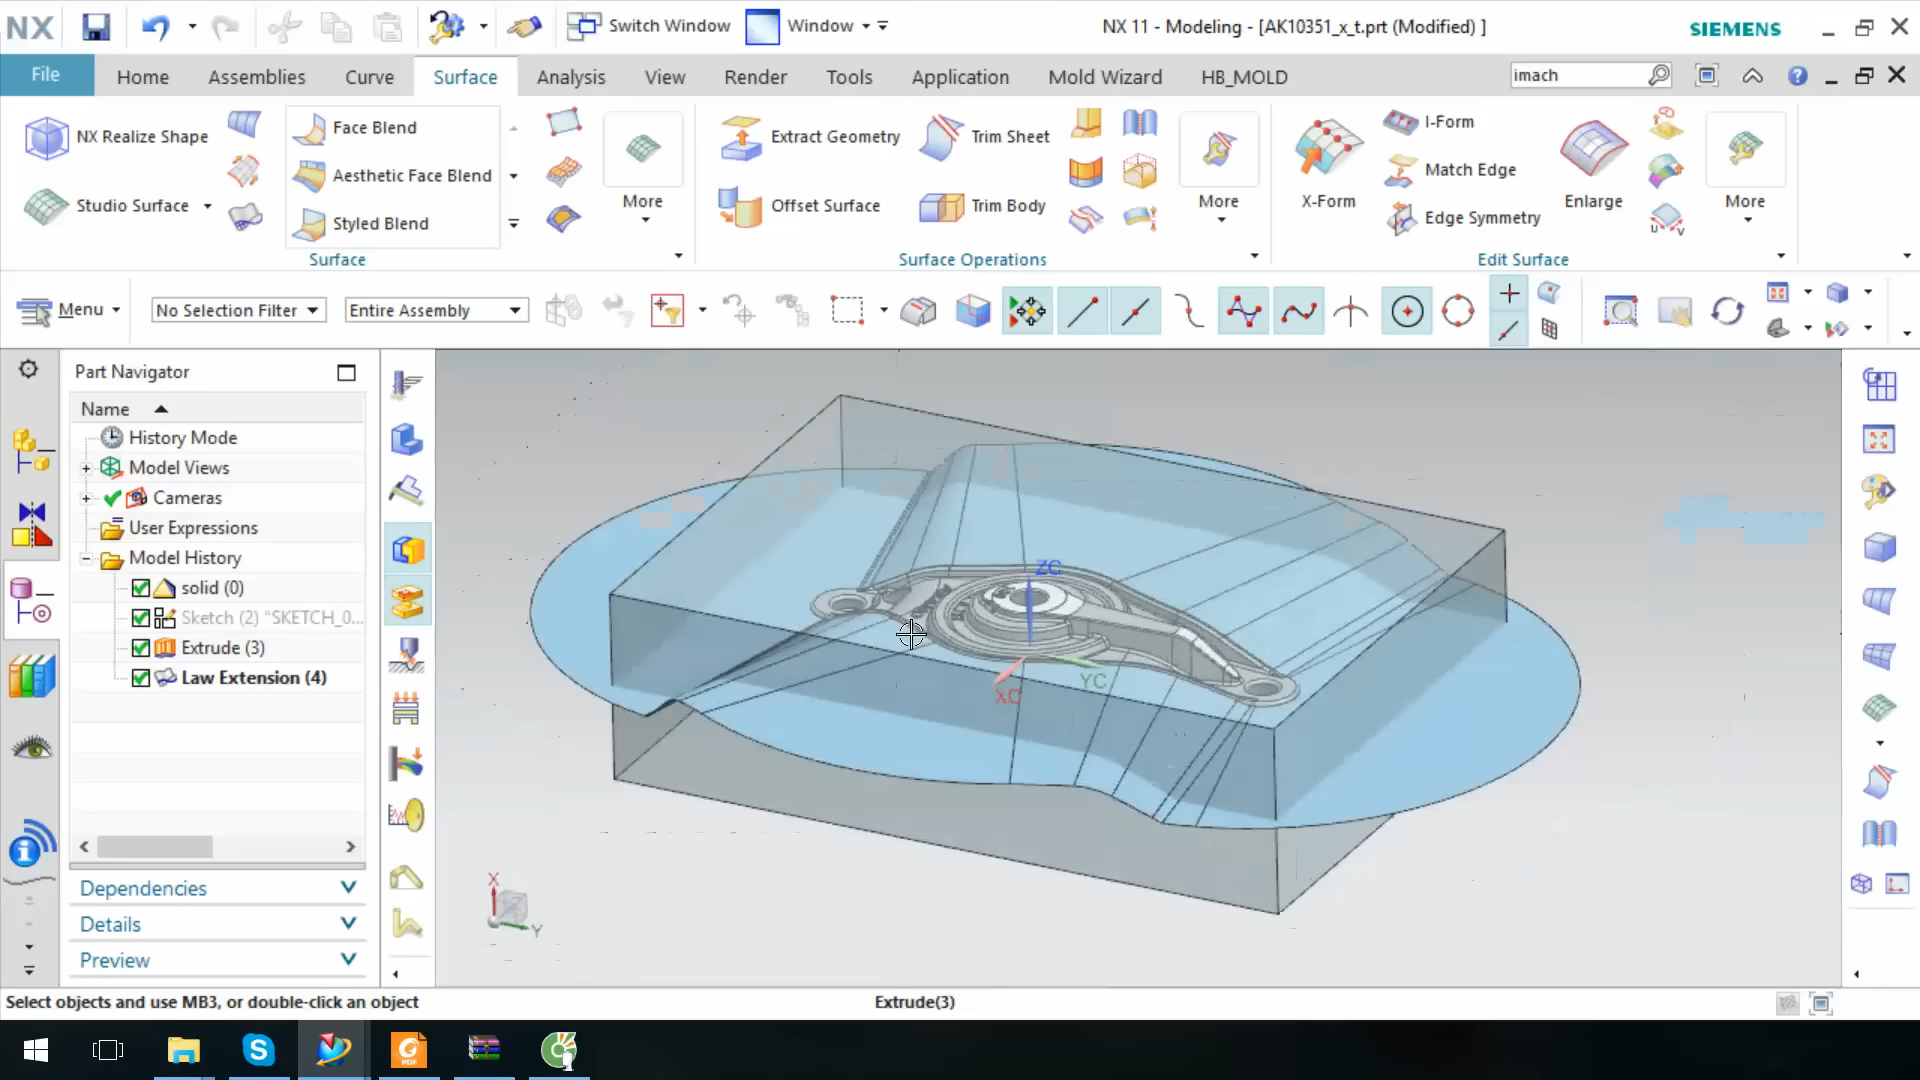 NX
Switch Window
Window
NX 11 - Modeling - [AK10351_x_t.prt (Modified) ]
SIEMENS
File
Home
Assemblies
Curve
Surface
Analysis
View
Render
Tools
Application
Mold Wizard
HB_MOLD
imach
NX Realize Shape
Studio Surface
Face Blend
Aesthetic Face Blend
Styled Blend
More
Surface
Extract Geometry
Offset Surface
Trim Sheet
Trim Body
More
Surface Operations
X-Form
I-Form
Match Edge
Edge Symmetry
Enlarge
U V
More
Edit Surface
Menu
No Selection Filter
Entire Assembly
Part Navigator
Name
History Mode
Model Views
Cameras
User Expressions
Model History
solid (0)
Sketch (2) "SKETCH_0...
Extrude (3)
Law Extension (4)
Dependencies
Details
Preview
ZC
XC
YC
X
Y
Select objects and use MB3, or double-click an object
Extrude(3)
PDF